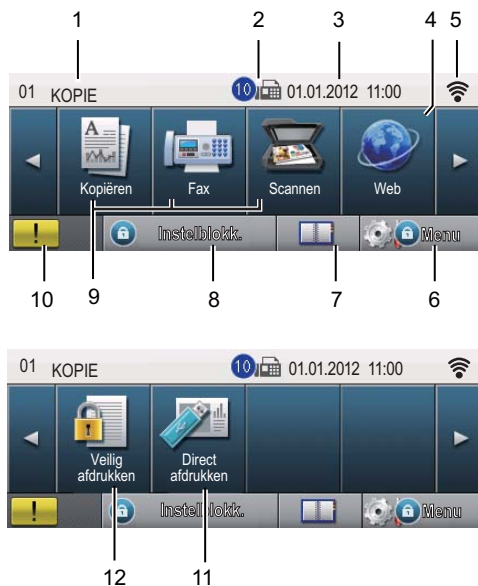 1 2 3 4 5
01 KOPIE 10 01.01.2012 11:00
A
Kopiëren Fax Scannen Web
! Instelblokk. Menu
10 9 8 7 6
01 KOPIE 10 01.01.2012 11:00
Veilig afdrukken
Direct afdrukken
! Instelblokk. Menu
12 11